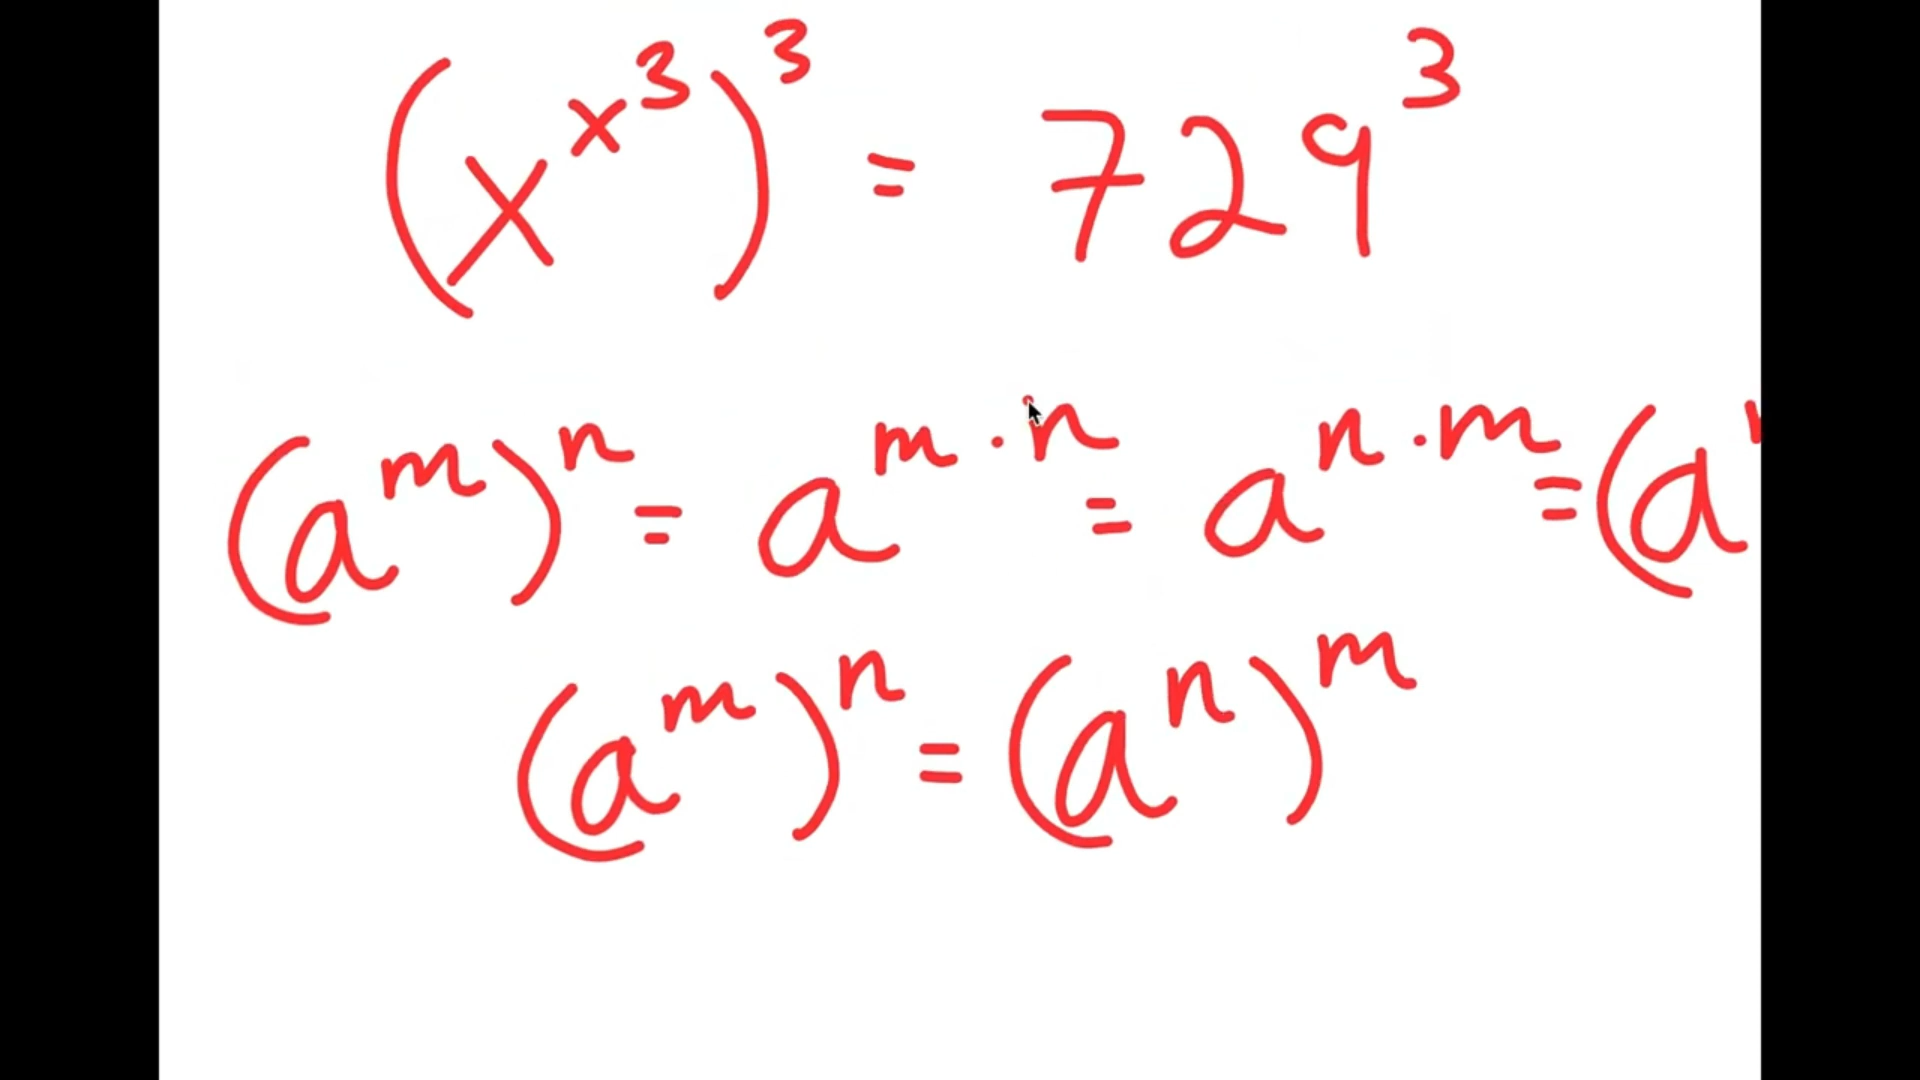 (x^{x^3})^3 = 729^3
(a^m)^n = a^{m·n} = a^{n·m} = (a
(a^m)^n = (a^n)^m